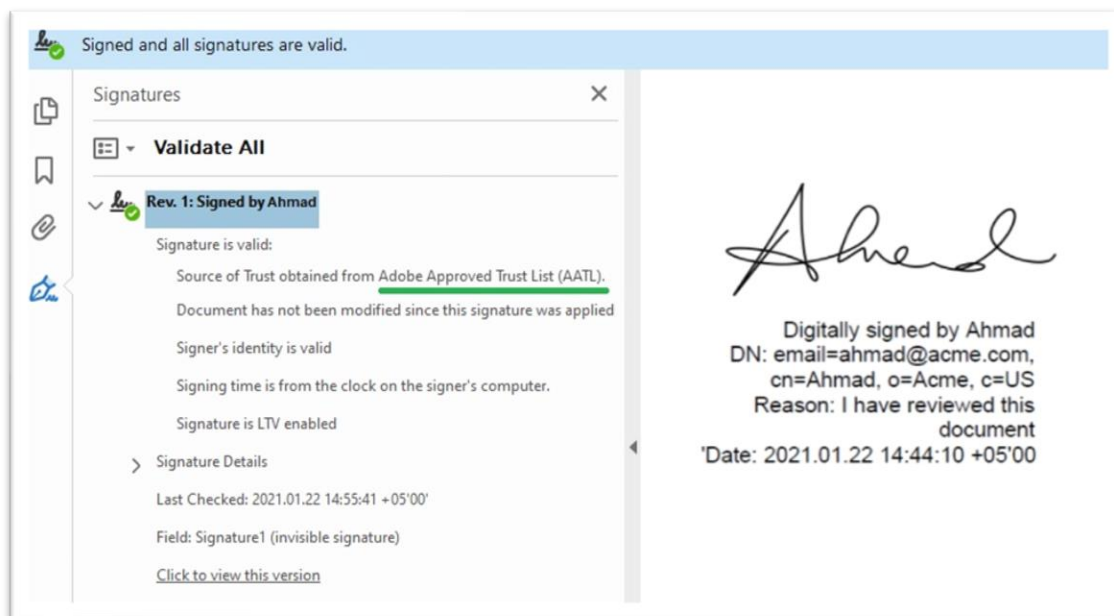 Signed and all signatures are valid.
Signatures
Validate All
Rev. 1: Signed by Ahmad
Signature is valid:
Source of Trust obtained from Adobe Approved Trust List (AATL).
Document has not been modified since this signature was applied
Signer's identity is valid
Signing time is from the clock on the signer's computer.
Signature is LTV enabled
Signature Details
Last Checked: 2021.01.22 14:55:41 +05'00'
Field: Signature1 (invisible signature)
Click to view this version
Ahmed
Digitally signed by Ahmad
DN: email=ahmad@acme.com,
cn=Ahmad, o=Acme, c=US
Reason: I have reviewed this
document
'Date: 2021.01.22 14:44:10 +05'00